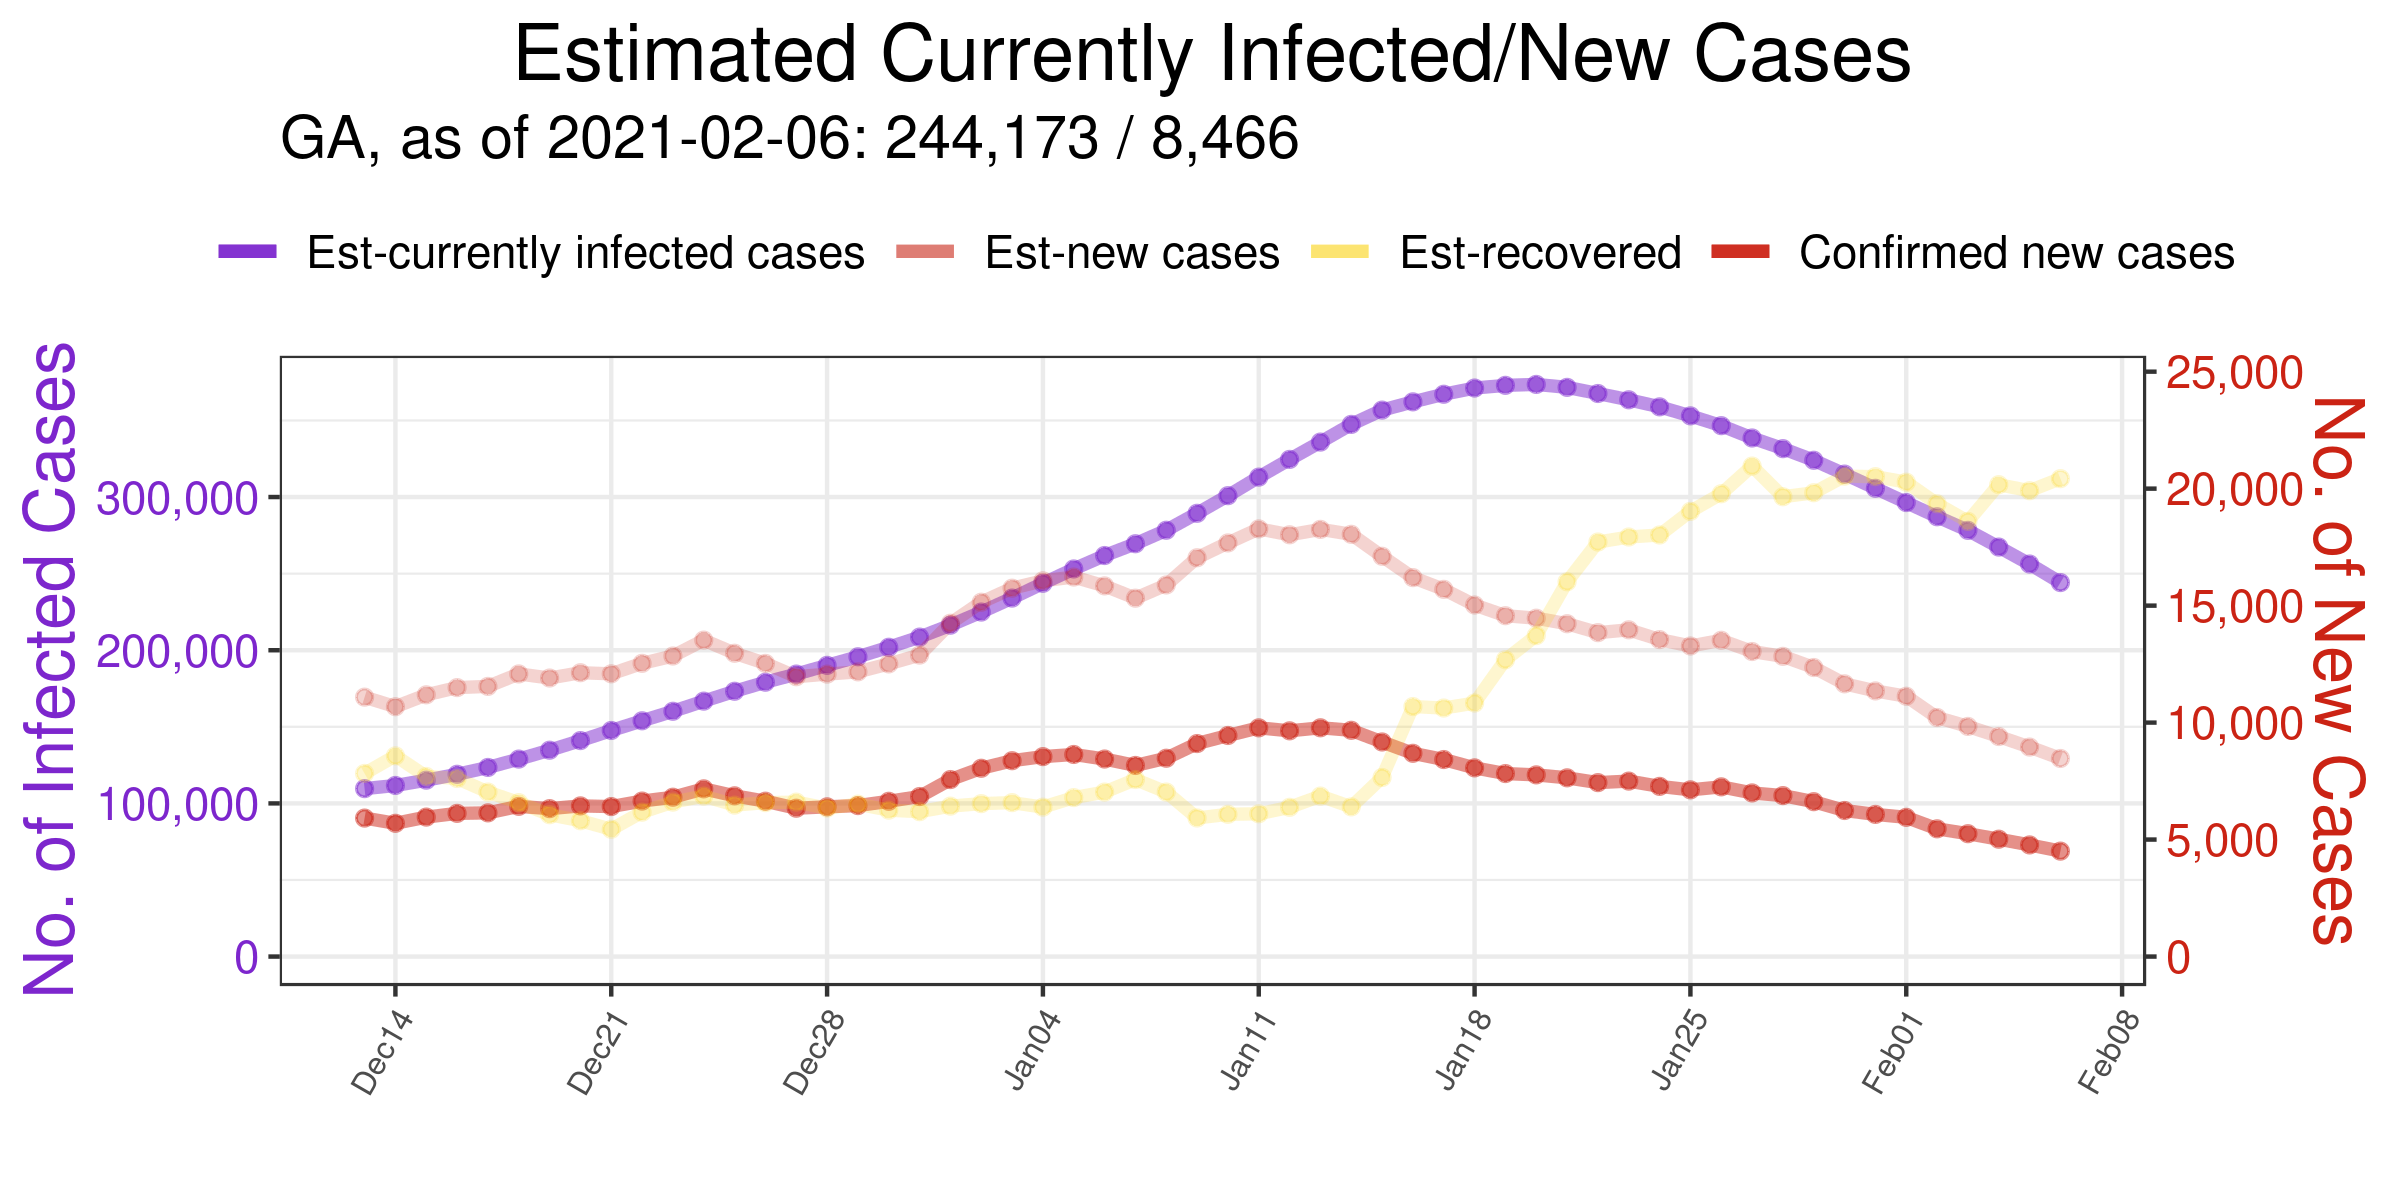 Estimated Currently Infected/New Cases
GA, as of 2021-02-06: 244,173 / 8,466
Est-currently infected cases Est-new cases Est-recovered Confirmed new cases
No. of Infected Cases
300,000
200,000
100,000
0
25,000
20,000
15,000
10,000
5,000
0
No. of New Cases
Dec14 Dec21 Dec28 Jan04 Jan11 Jan18 Jan25 Feb01 Feb08